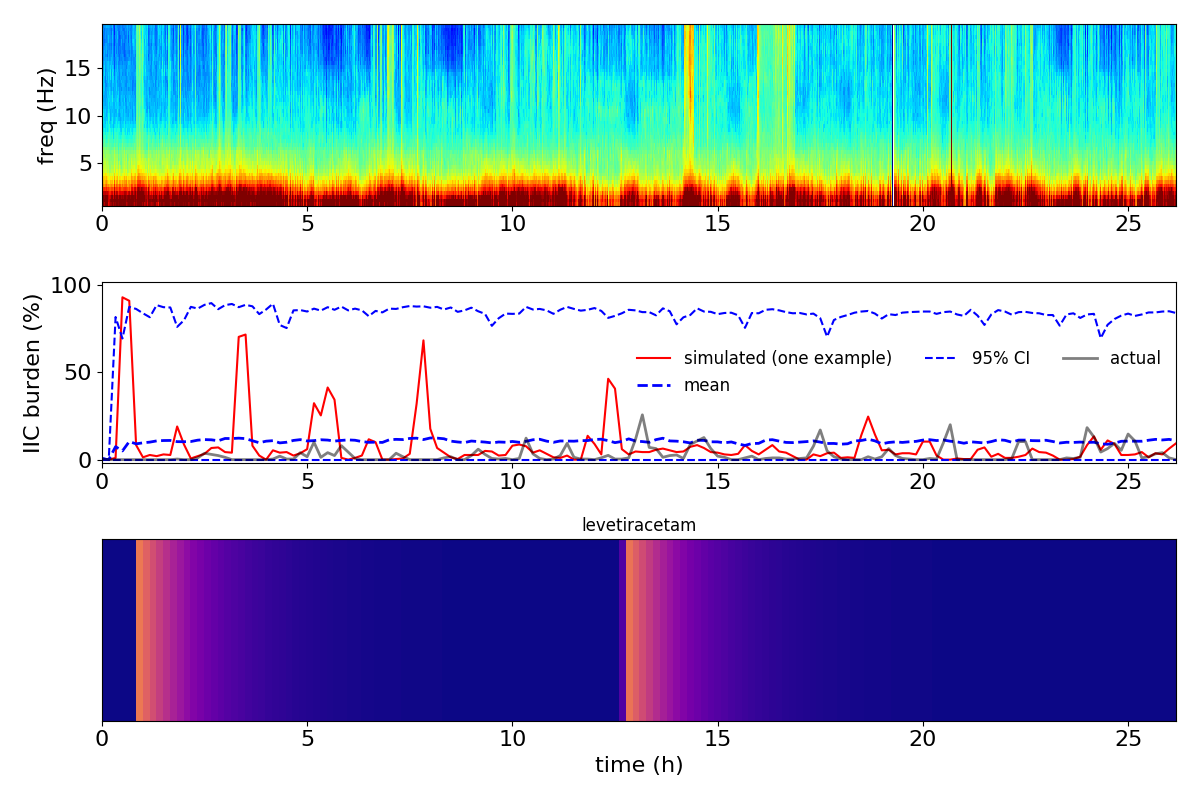 freq (Hz)
15
10
5
0 5 10 15 20 25
IIC burden (%)
100
50
0
simulated (one example)
mean
95% CI
actual
0 5 10 15 20 25
levetiracetam
0 5 10 15 20 25
time (h)